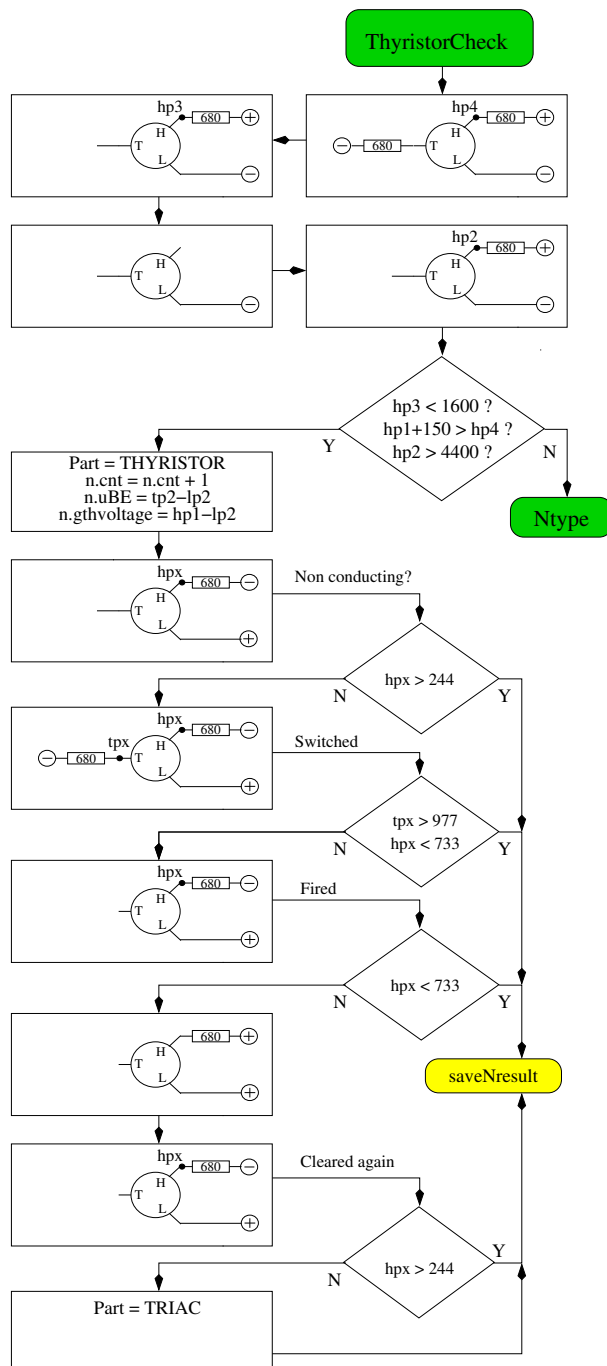 ThyristorCheck
hp3
H
680
+
T
L
−
hp4
H
680
+
−
680
T
L
−
H
T
L
−
hp2
H
680
+
T
L
−
hp3 < 1600 ?
hp1+150 > hp4 ?
hp2 > 4400 ?
Y
N
Part = THYRISTOR
n.cnt = n.cnt + 1
n.uBE = tp2−lp2
n.gthvoltage = hp1−lp2
Ntype
hpx
H
680
−
T
L
+
Non conducting?
hpx > 244
N
Y
hpx
tpx
H
680
−
−
680
T
L
+
Switched
tpx > 977
hpx < 733
N
Y
hpx
H
680
−
T
L
+
Fired
hpx < 733
N
Y
H
680
+
T
L
+
saveNresult
hpx
H
680
−
T
L
+
Cleared again
hpx > 244
N
Y
Part = TRIAC